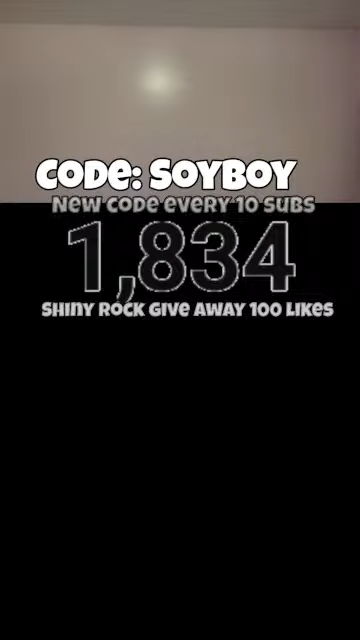 CODE: SOYBOY
NEW CODE EVERY 10 SUBS
1,834
SHINY ROCK GIVE AWAY 100 LIKES